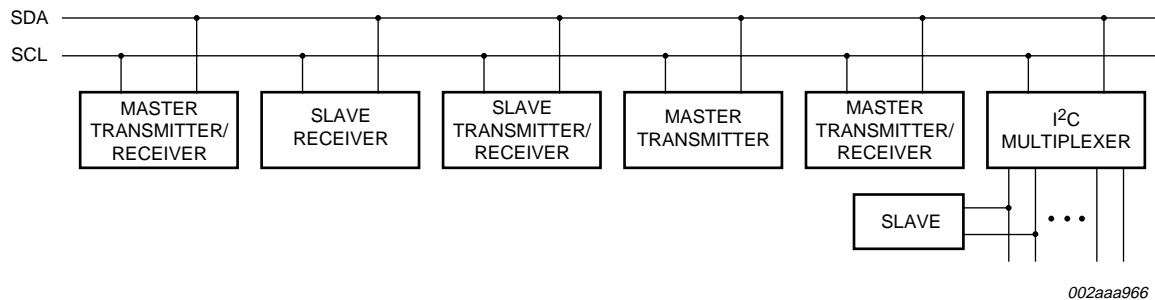 SDA
SCL
MASTER
TRANSMITTER/
RECEIVER
SLAVE
RECEIVER
SLAVE
TRANSMITTER/
RECEIVER
MASTER
TRANSMITTER
MASTER
TRANSMITTER/
RECEIVER
I²C
MULTIPLEXER
SLAVE
002aaa966